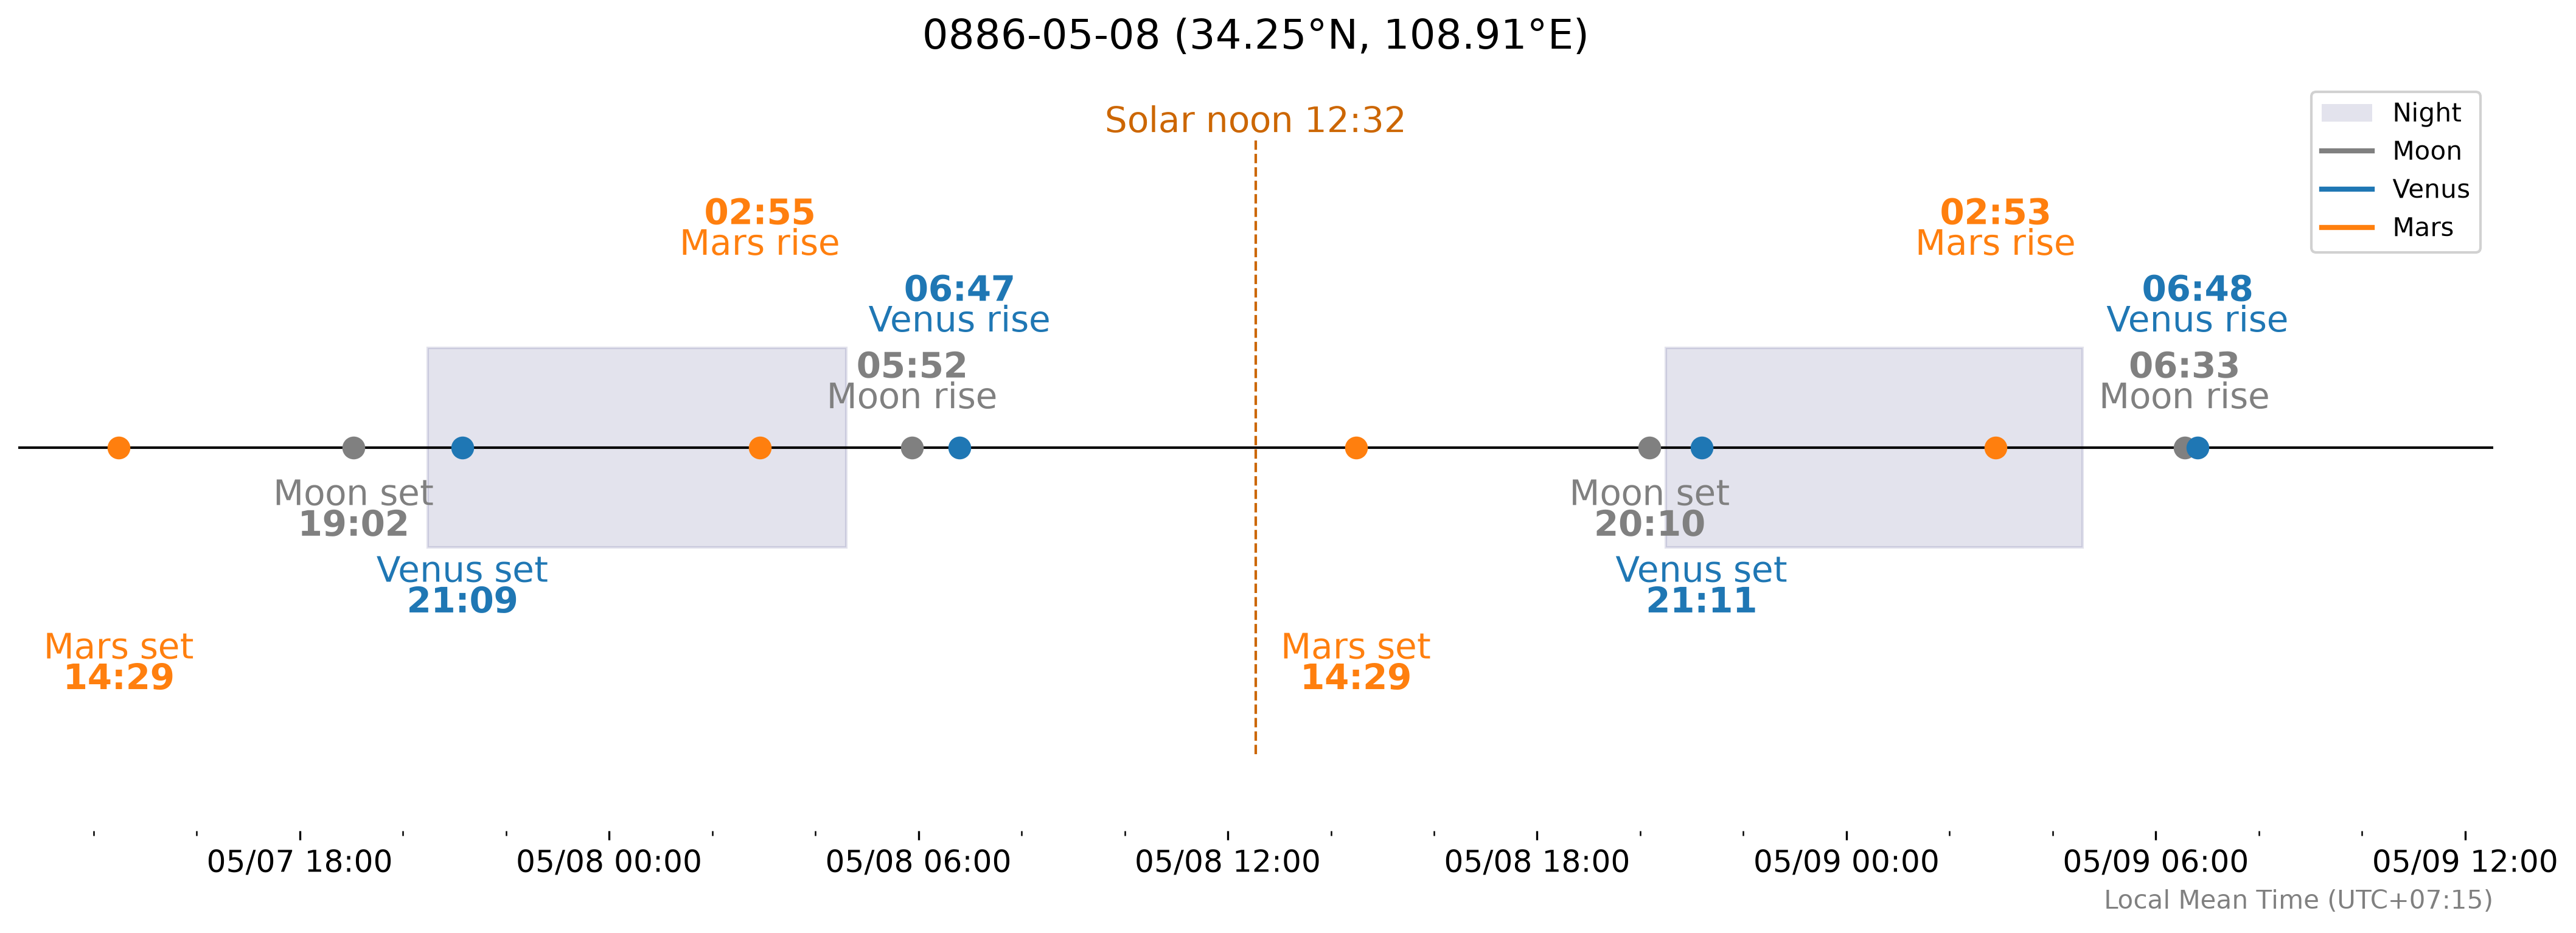 0886-05-08 (34.25°N, 108.91°E)
Solar noon 12:32
Night
Moon
Venus
Mars
02:55
Mars rise
02:53
Mars rise
06:47
Venus rise
06:48
Venus rise
05:52
Moon rise
06:33
Moon rise
Moon set
19:02
Moon set
20:10
Venus set
21:09
Venus set
21:11
Mars set
14:29
Mars set
14:29
05/07 18:00
05/08 00:00
05/08 06:00
05/08 12:00
05/08 18:00
05/09 00:00
05/09 06:00
05/09 12:00
Local Mean Time (UTC+07:15)